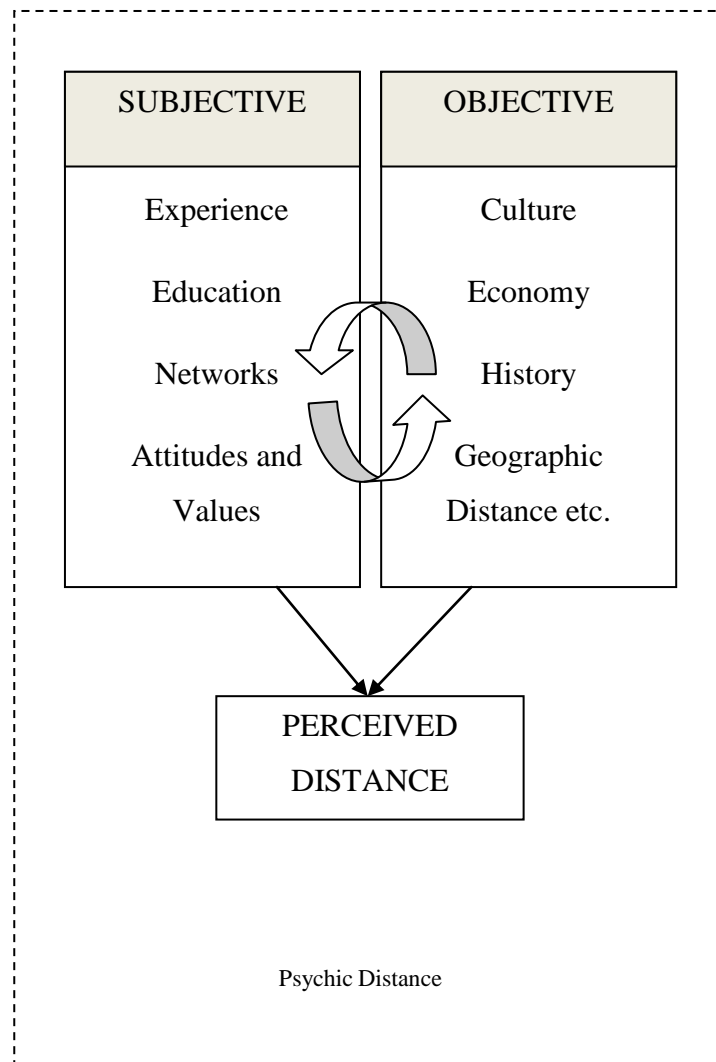 SUBJECTIVE
Experience
Education
Networks
Attitudes and
Values
OBJECTIVE
Culture
Economy
History
Geographic
Distance etc.
PERCEIVED
DISTANCE
Psychic Distance